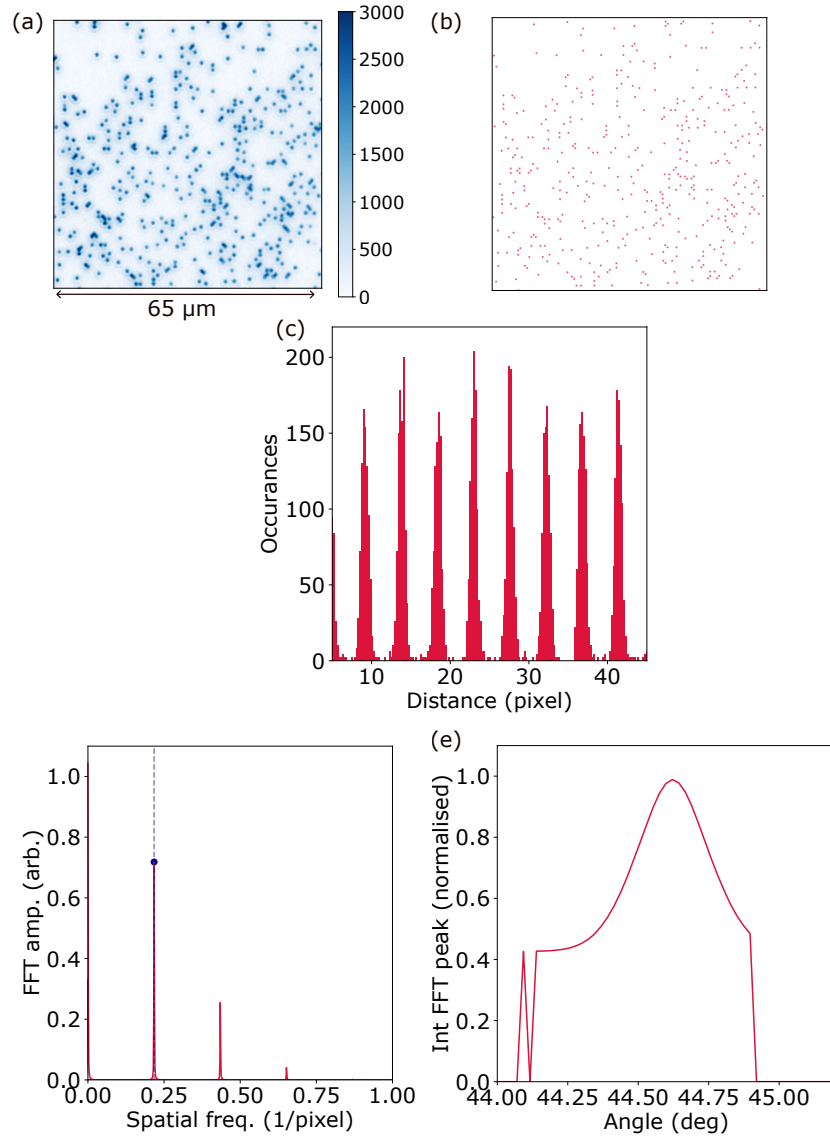 (a)
3000
2500
2000
1500
1000
500
0
65 µm
(b)
(c)
200
150
100
50
0
Occurances
10 20 30 40
Distance (pixel)
1.0
0.8
0.6
0.4
0.2
0.0
FFT amp. (arb.)
0.00 0.25 0.50 0.75 1.00
Spatial freq. (1/pixel)
(e)
1.0
0.8
0.6
0.4
0.2
0.0
Int FFT peak (normalised)
44.00 44.25 44.50 44.75 45.00
Angle (deg)